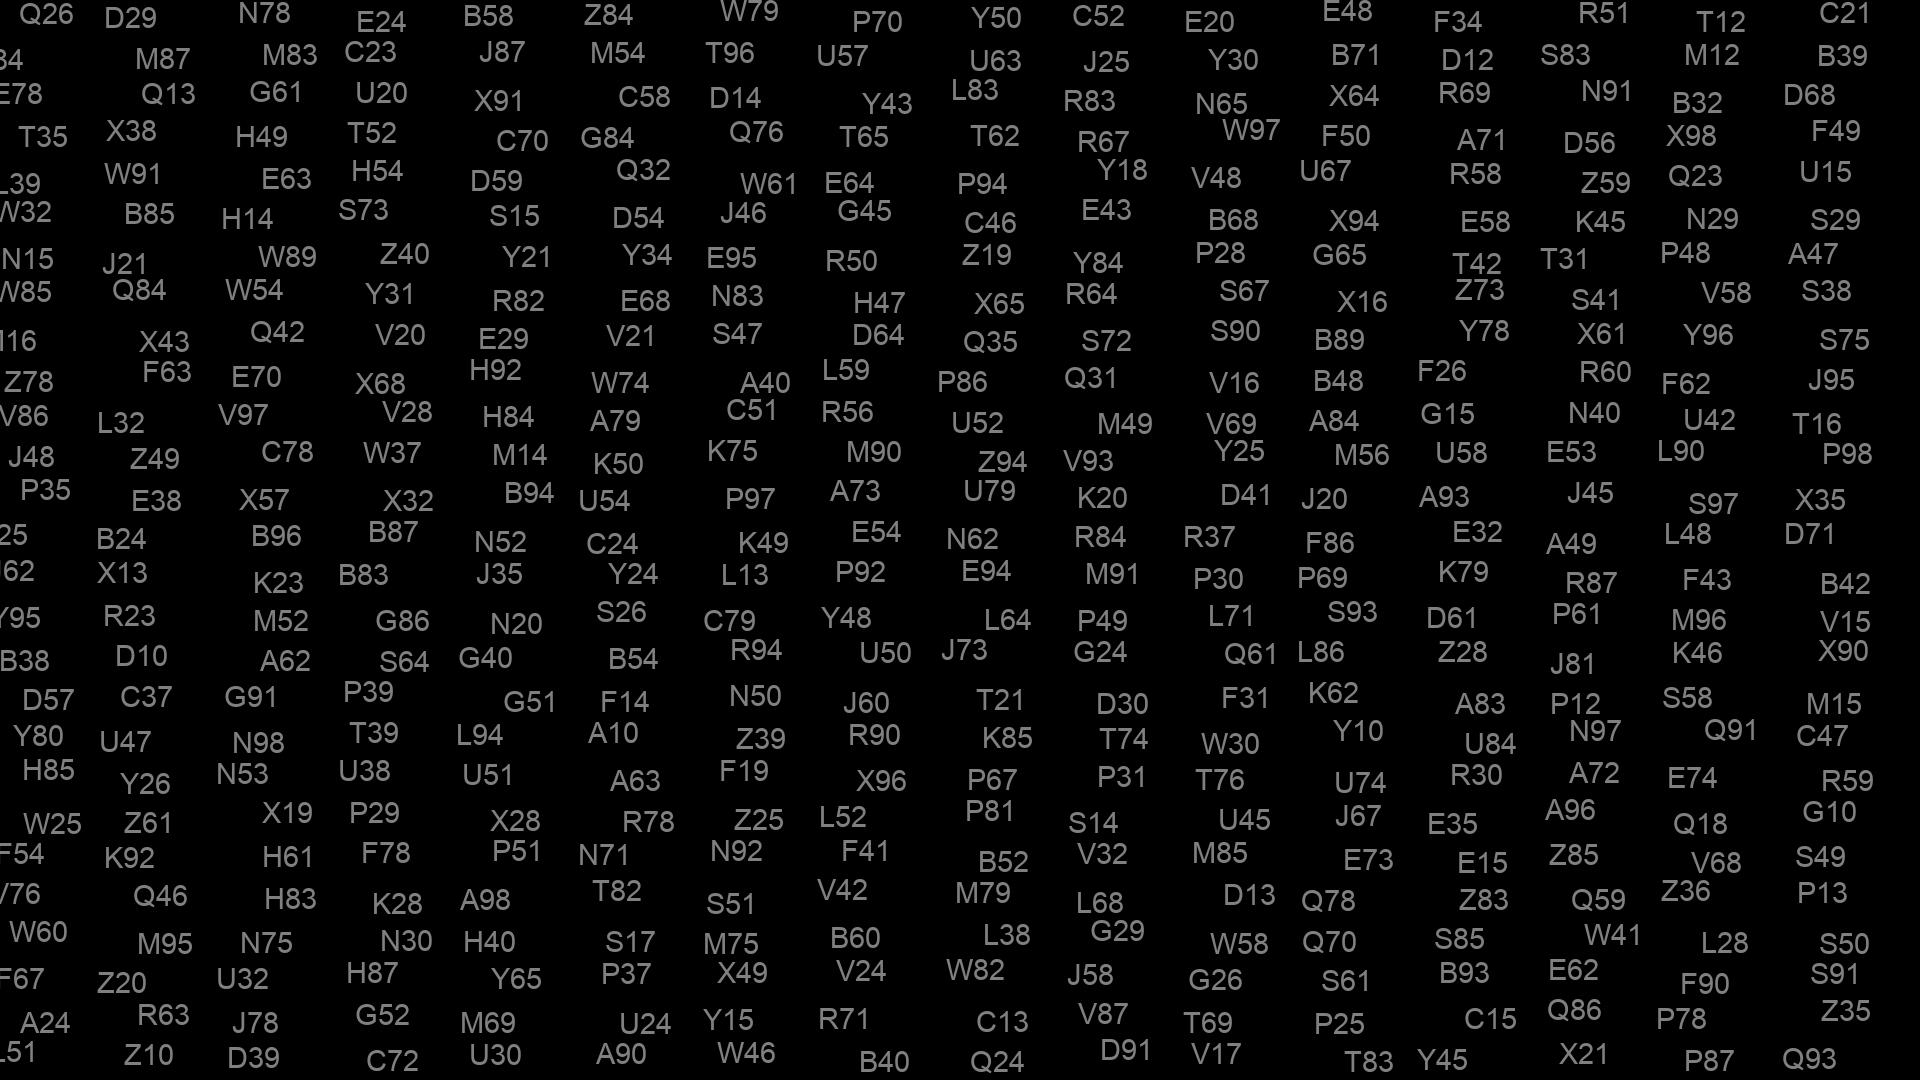 Q26 D29 N78 E24 B58 Z84 W79 P70 Y50 C52 E20 E48 F34 R51 T12 C21
M87 M83 C23 J87 M54 T96 U57 U63 J25 Y30 B71 D12 S83 M12 B39
E78 Q13 G61 U20 X91 C58 D14 Y43 L83 R83 N65 X64 R69 N91 B32 D68
T35 X38 H49 T52 C70 G84 Q76 T65 T62 R67 W97 F50 A71 D56 X98 F49
L39 W91 E63 H54 D59 Q32 W61 E64 P94 Y18 V48 U67 R58 Z59 Q23 U15
W32 B85 H14 S73 S15 D54 J46 G45 C46 E43 B68 X94 E58 K45 N29 S29
N15 J21 W89 Z40 Y21 Y34 E95 R50 Z19 Y84 P28 G65 T42 T31 P48 A47
W85 Q84 W54 Y31 R82 E68 N83 H47 X65 R64 S67 X16 Z73 S41 V58 S38
X43 Q42 V20 E29 V21 S47 D64 Q35 S72 S90 B89 Y78 X61 Y96 S75
Z78 F63 E70 X68 H92 W74 A40 L59 P86 Q31 V16 B48 F26 R60 F62 J95
V86 L32 V97 V28 H84 A79 C51 R56 U52 M49 V69 A84 G15 N40 U42 T16
J48 Z49 C78 W37 M14 K50 K75 M90 Z94 V93 Y25 M56 U58 E53 L90 P98
P35 E38 X57 X32 B94 U54 P97 A73 U79 K20 D41 J20 A93 J45 S97 X35
25 B24 B96 B87 N52 C24 K49 E54 N62 R84 R37 F86 E32 A49 L48 D71
X13 K23 B83 J35 Y24 L13 P92 E94 M91 P30 P69 K79 R87 F43 B42
Y95 R23 M52 G86 N20 S26 C79 Y48 L64 P49 L71 S93 D61 P61 M96 V15
B38 D10 A62 S64 G40 B54 R94 U50 J73 G24 Q61 L86 Z28 J81 K46 X90
D57 C37 G91 P39 G51 F14 N50 J60 T21 D30 F31 K62 A83 P12 S58 M15
Y80 U47 N98 T39 L94 A10 Z39 R90 K85 T74 W30 Y10 U84 N97 Q91 C47
H85 Y26 N53 U38 U51 A63 F19 X96 P67 P31 T76 U74 R30 A72 E74 R59
W25 Z61 X19 P29 X28 R78 Z25 L52 P81 S14 U45 J67 E35 A96 Q18 G10
F54 K92 H61 F78 P51 N71 N92 F41 B52 V32 M85 E73 E15 Z85 V68 S49
V76 Q46 H83 K28 A98 T82 S51 V42 M79 L68 D13 Q78 Z83 Q59 Z36 P13
W60 M95 N75 N30 H40 S17 M75 B60 L38 G29 W58 Q70 S85 W41 L28 S50
F67 Z20 U32 H87 Y65 P37 X49 V24 W82 J58 G26 S61 B93 E62 F90 S91
A24 R63 J78 G52 M69 U24 Y15 R71 C13 V87 T69 P25 C15 Q86 P78 Z35
L51 Z10 D39 C72 U30 A90 W46 B40 Q24 D91 V17 T83 Y45 X21 P87 Q93